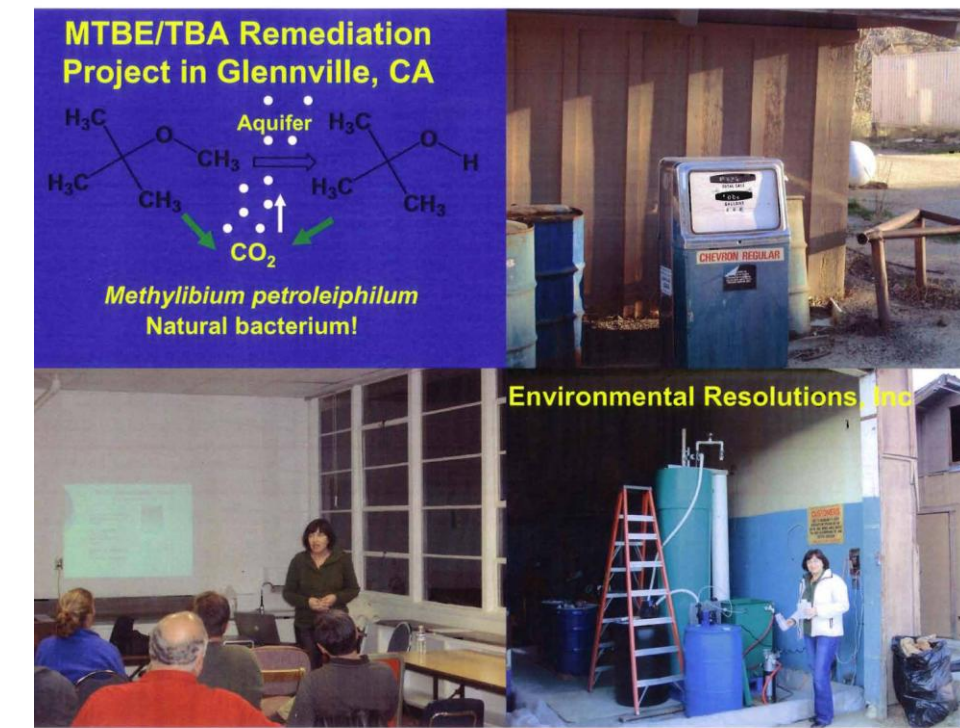 MTBE/TBA Remediation
Project in Glennville, CA
H₃C
O
Aquifer
H₃C
O
CH₃
H
H₃C
CH₃
H₃C
CH₃
CO₂
Methylibium petroleiphilum
Natural bacterium!
CHEVRON REGULAR
Environmental Resolutions, Inc
CUSTOMERS